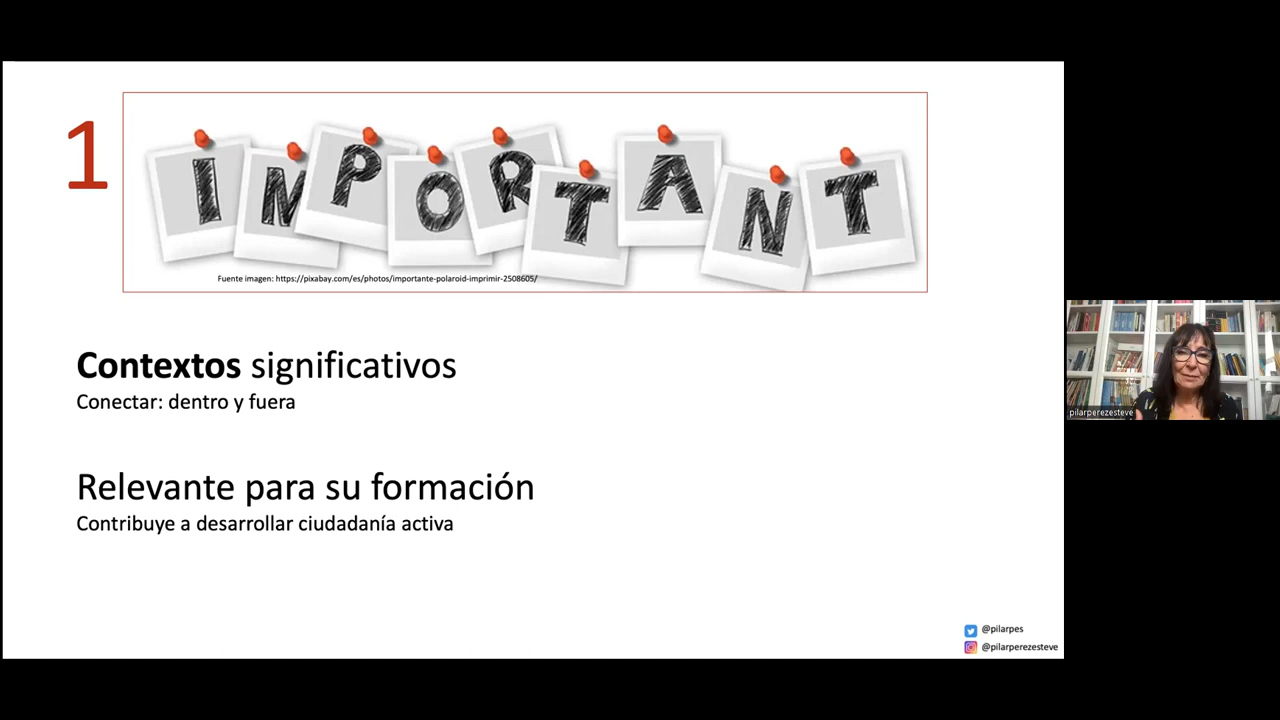 1
IMPORTANT
Fuente imagen: https://pixabay.com/es/photos/importante-polaroid-imprimir-2508605/
Contextos significativos
Conectar: dentro y fuera
Relevante para su formación
Contribuye a desarrollar ciudadanía activa
pilarperezesteve
@pilarpes
@pilarperezesteve